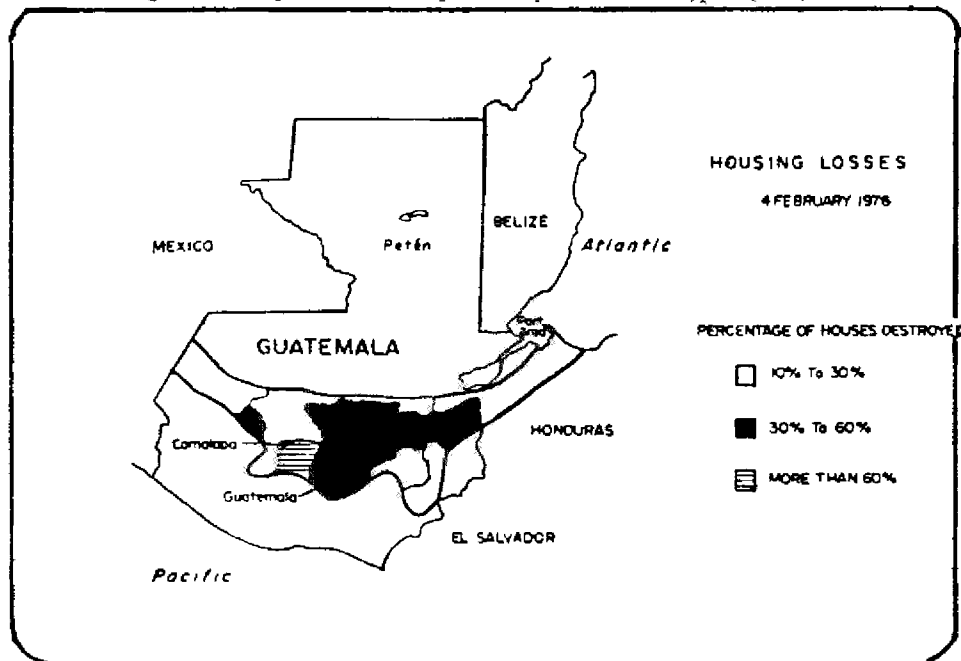 HOUSING LOSSES
4 FEBRUARY 1976
BELIZE
Atlantic
MEXICO
Petén
GUATEMALA
PERCENTAGE OF HOUSES DESTROYED
10% To 30%
30% To 60%
MORE THAN 60%
HONDURAS
Comalapa
Guatemala
EL SALVADOR
Pacific